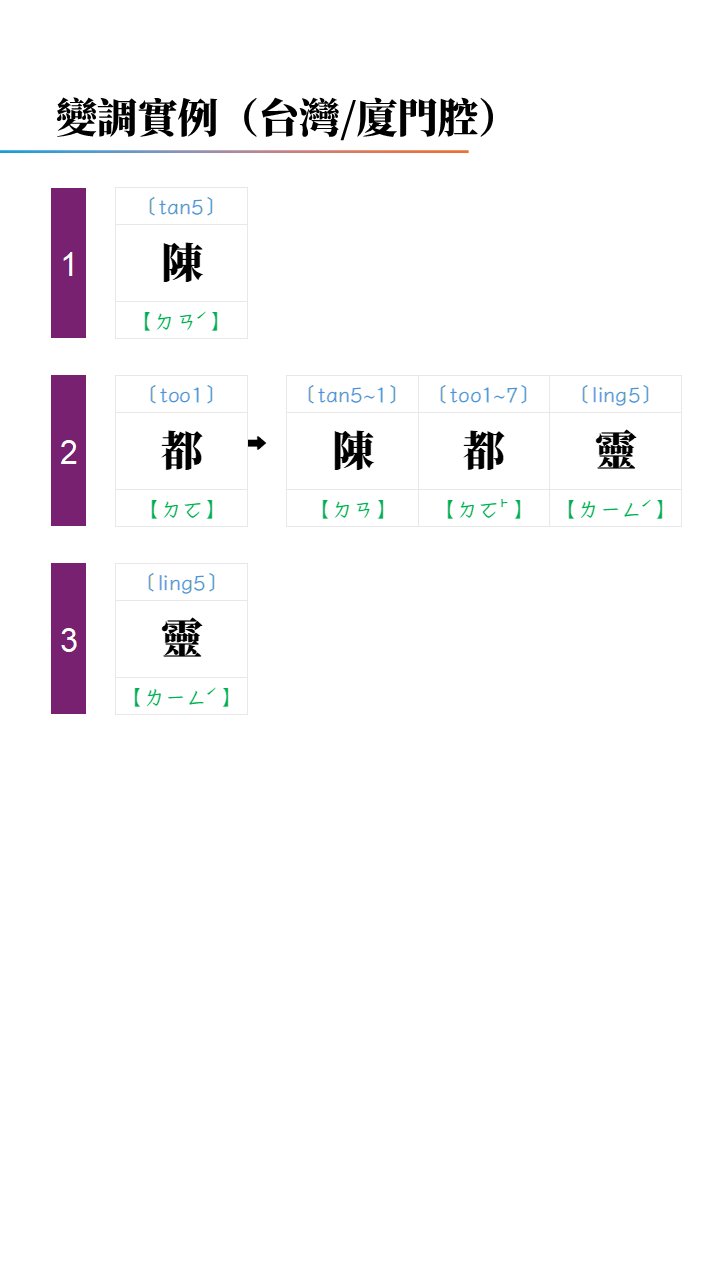 變調實例（台灣/廈門腔）
1
〔tan5〕
陳
【ㄉㄢˊ】
2
〔too1〕
都
【ㄉㄛ】
➡
〔tan5~1〕 〔too1~7〕 〔ling5〕
陳 都 靈
【ㄉㄢ】 【ㄉㄛ⊦】 【ㄌㄧㄥˊ】
3
〔ling5〕
靈
【ㄌㄧㄥˊ】